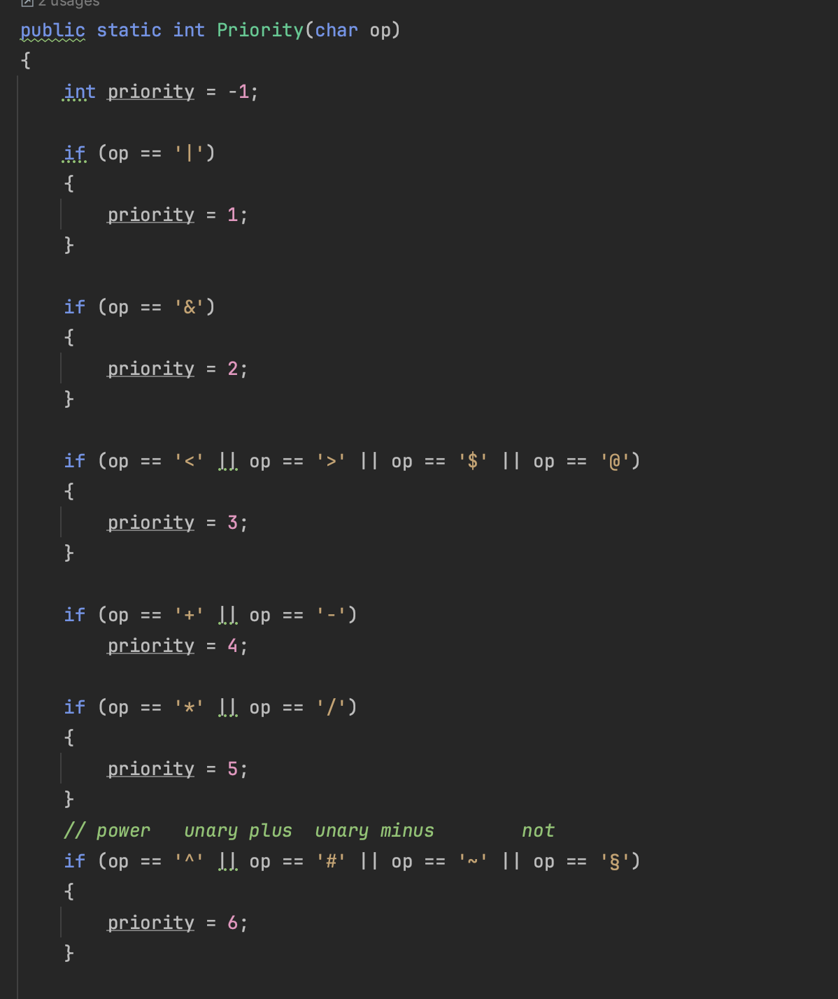 2 usages
public static int Priority(char op)
{
    int priority = -1;

    if (op == '|')
    {
        priority = 1;
    }

    if (op == '&')
    {
        priority = 2;
    }

    if (op == '<' || op == '>' || op == '$' || op == '@')
    {
        priority = 3;
    }

    if (op == '+' || op == '-')
        priority = 4;

    if (op == '*' || op == '/')
    {
        priority = 5;
    }
    // power   unary plus  unary minus        not
    if (op == '^' || op == '#' || op == '~' || op == '§')
    {
        priority = 6;
    }